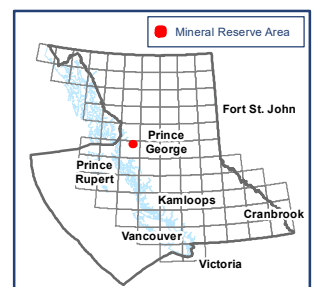 Mineral Reserve Area
Fort St. John
Prince
George
Prince
Rupert
Kamloops
Cranbrook
Vancouver
Victoria